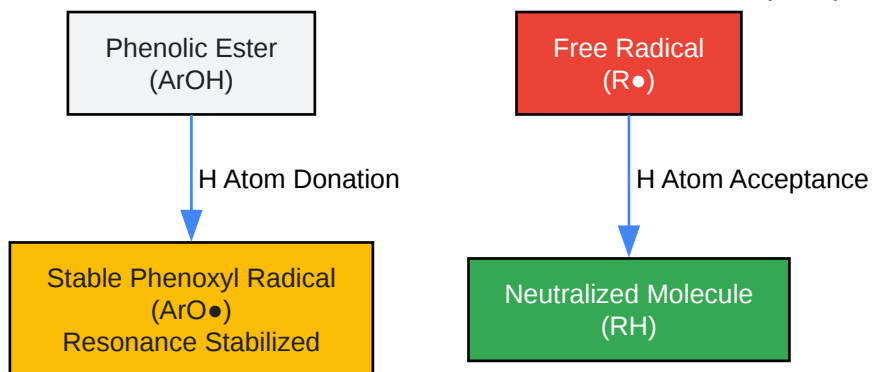 Phenolic Ester
(ArOH)
Free Radical
(R●)
H Atom Donation
H Atom Acceptance
Stable Phenoxyl Radical
(ArO●)
Resonance Stabilized
Neutralized Molecule
(RH)